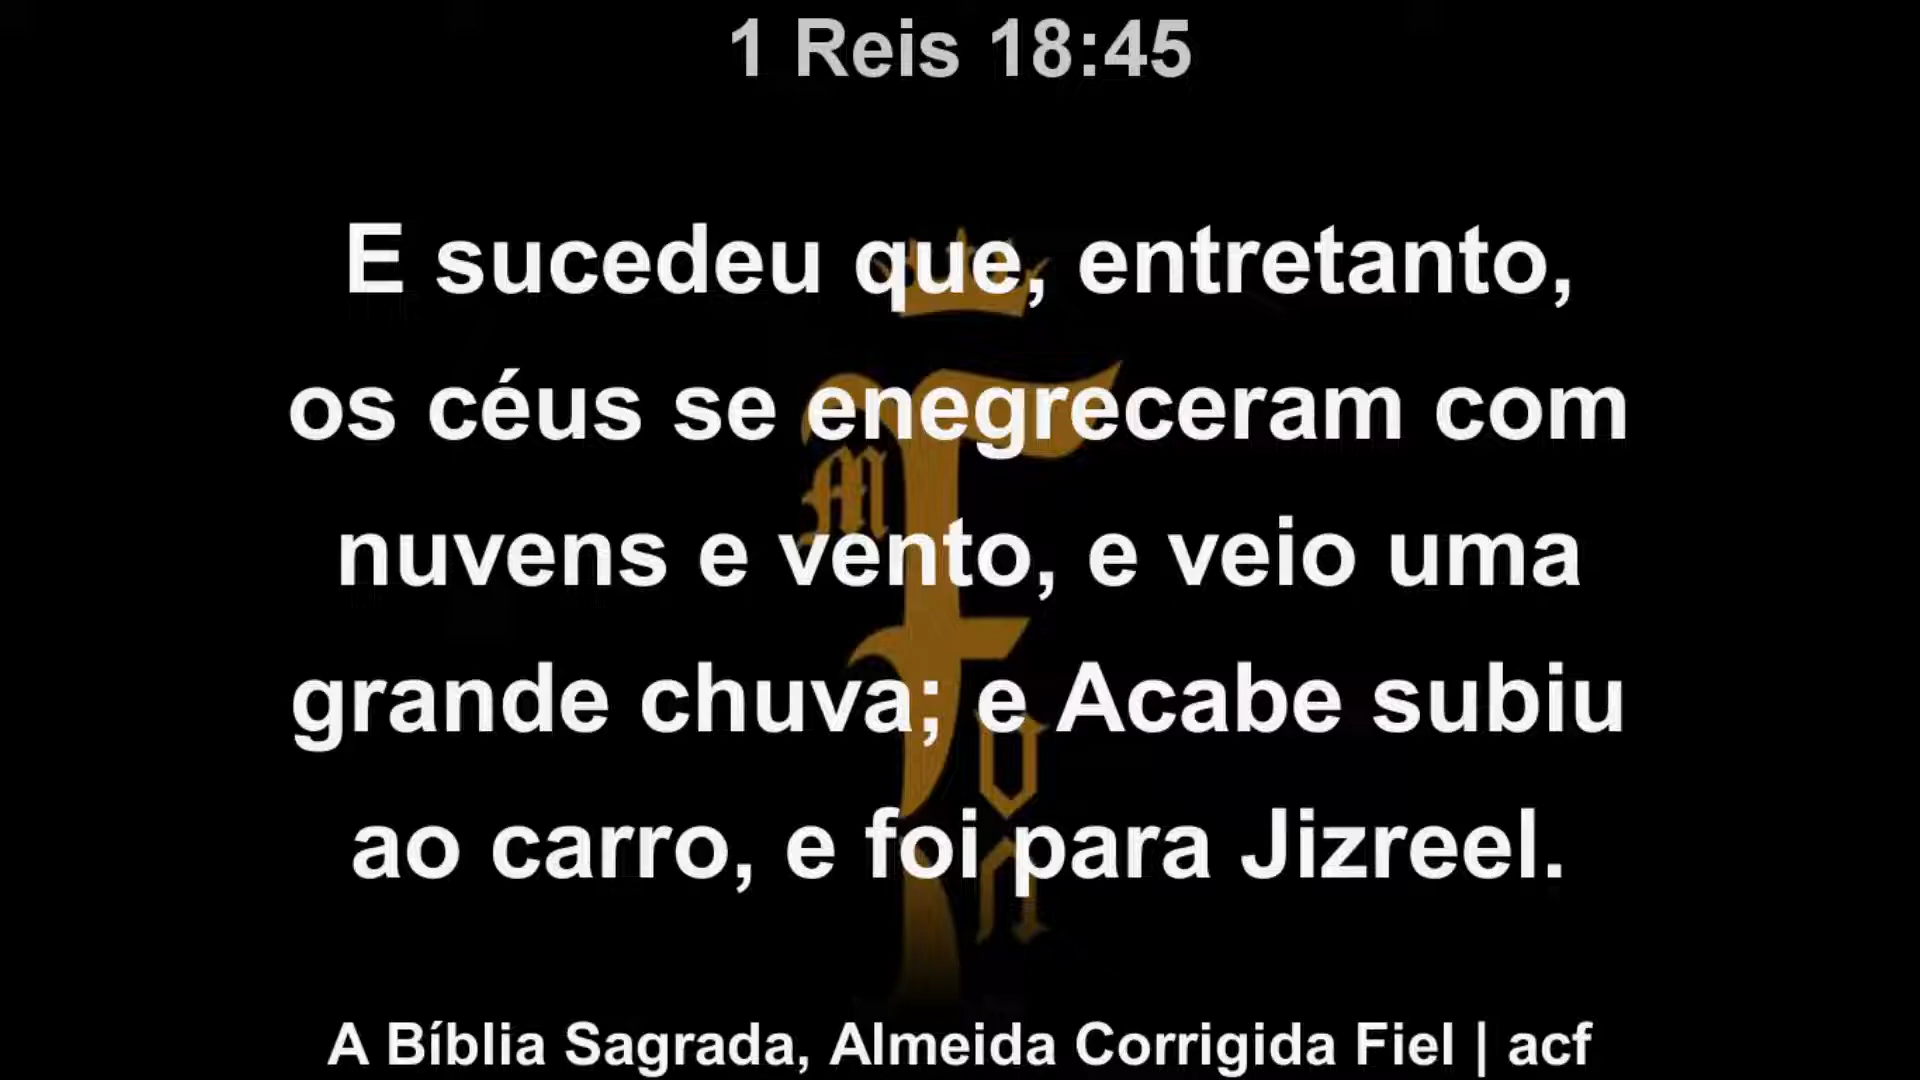 1 Reis 18:45
E sucedeu que, entretanto,
os céus se enegreceram com
nuvens e vento, e veio uma
grande chuva; e Acabe subiu
ao carro, e foi para Jizreel.
A Bíblia Sagrada, Almeida Corrigida Fiel | acf